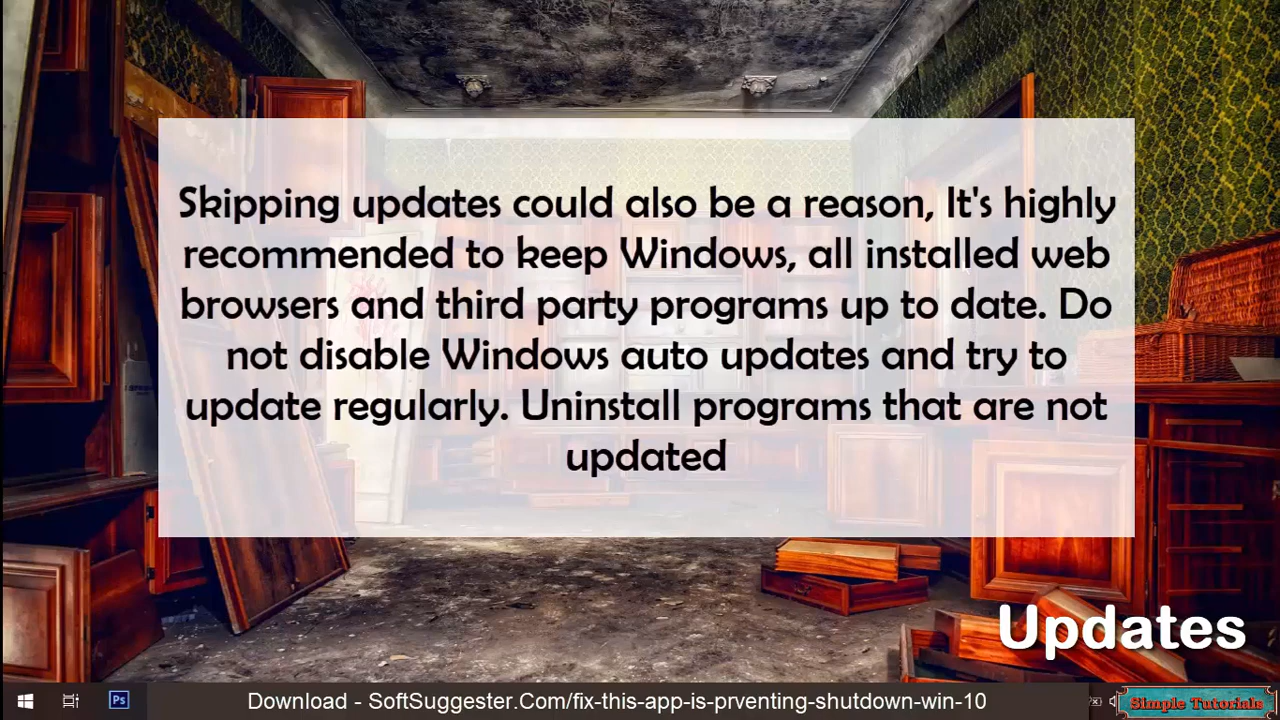 Skipping updates could also be a reason, It's highly
recommended to keep Windows, all installed web
browsers and third party programs up to date. Do
not disable Windows auto updates and try to
update regularly. Uninstall programs that are not
updated
Updates
Ps
Download - SoftSuggester.Com/fix-this-app-is-prventing-shutdown-win-10
Simple Tutorials